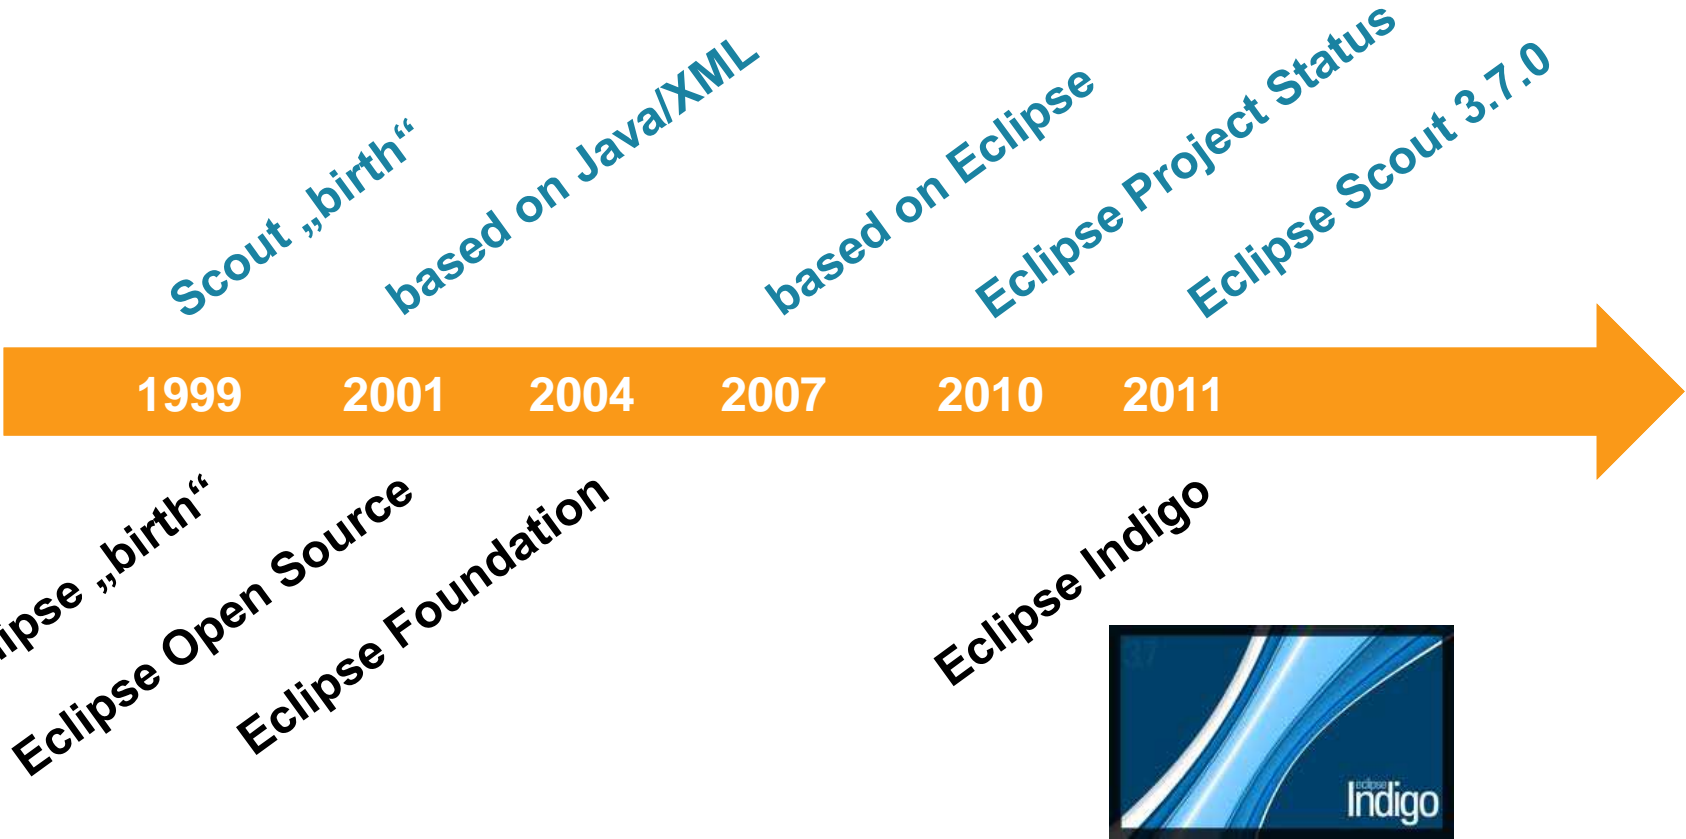 Scout „birth“
based on Java/XML
based on Eclipse
Eclipse Project Status
Eclipse Scout 3.7.0
1999 2001 2004 2007 2010 2011
„birth“
Eclipse Open Source
Eclipse Foundation
Eclipse Indigo
eclipse
Indigo